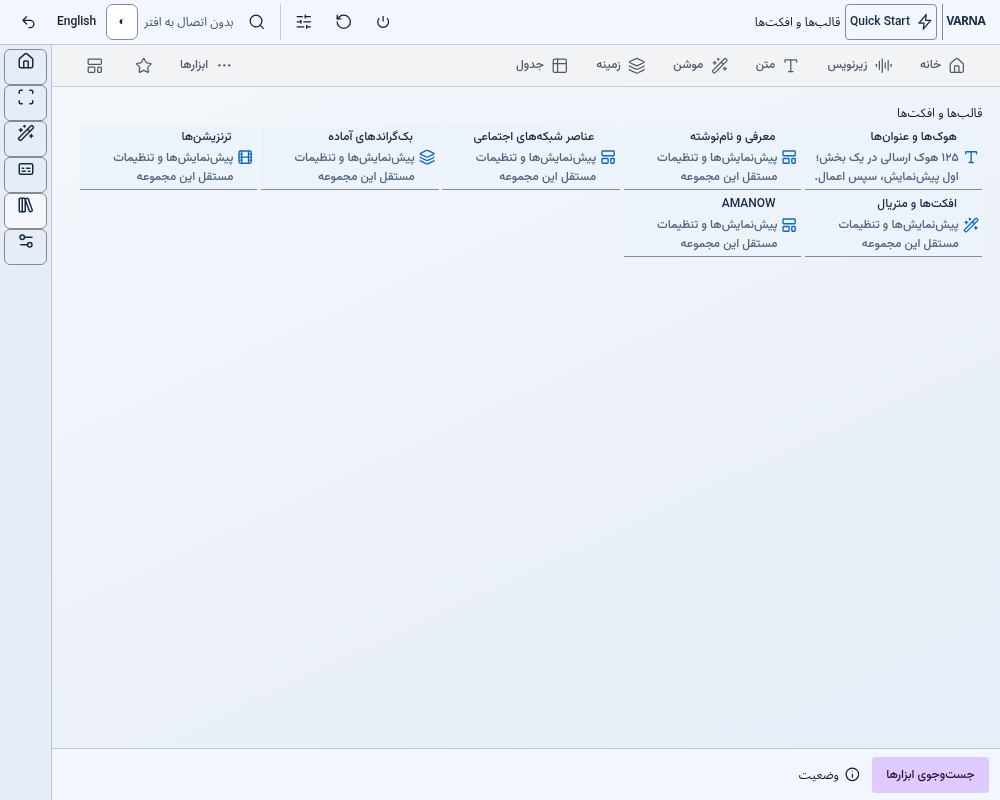 VARNA
Quick Start
قالب‌ها و افکت‌ها
بدون اتصال به افتر
English
خانه
زیرنویس
متن
موشن
زمینه
جدول
ابزارها
قالب‌ها و افکت‌ها
هوک‌ها و عنوان‌ها
۱۲۵ هوک ارسالی در یک بخش؛
اول پیش‌نمایش، سپس اعمال.
معرفی و نام‌نوشته
پیش‌نمایش‌ها و تنظیمات
مستقل این مجموعه
عناصر شبکه‌های اجتماعی
پیش‌نمایش‌ها و تنظیمات
مستقل این مجموعه
بک‌گراندهای آماده
پیش‌نمایش‌ها و تنظیمات
مستقل این مجموعه
ترنزیشن‌ها
پیش‌نمایش‌ها و تنظیمات
مستقل این مجموعه
افکت‌ها و متریال
پیش‌نمایش‌ها و تنظیمات
مستقل این مجموعه
AMANOW
پیش‌نمایش‌ها و تنظیمات
مستقل این مجموعه
جست‌وجوی ابزارها
وضعیت